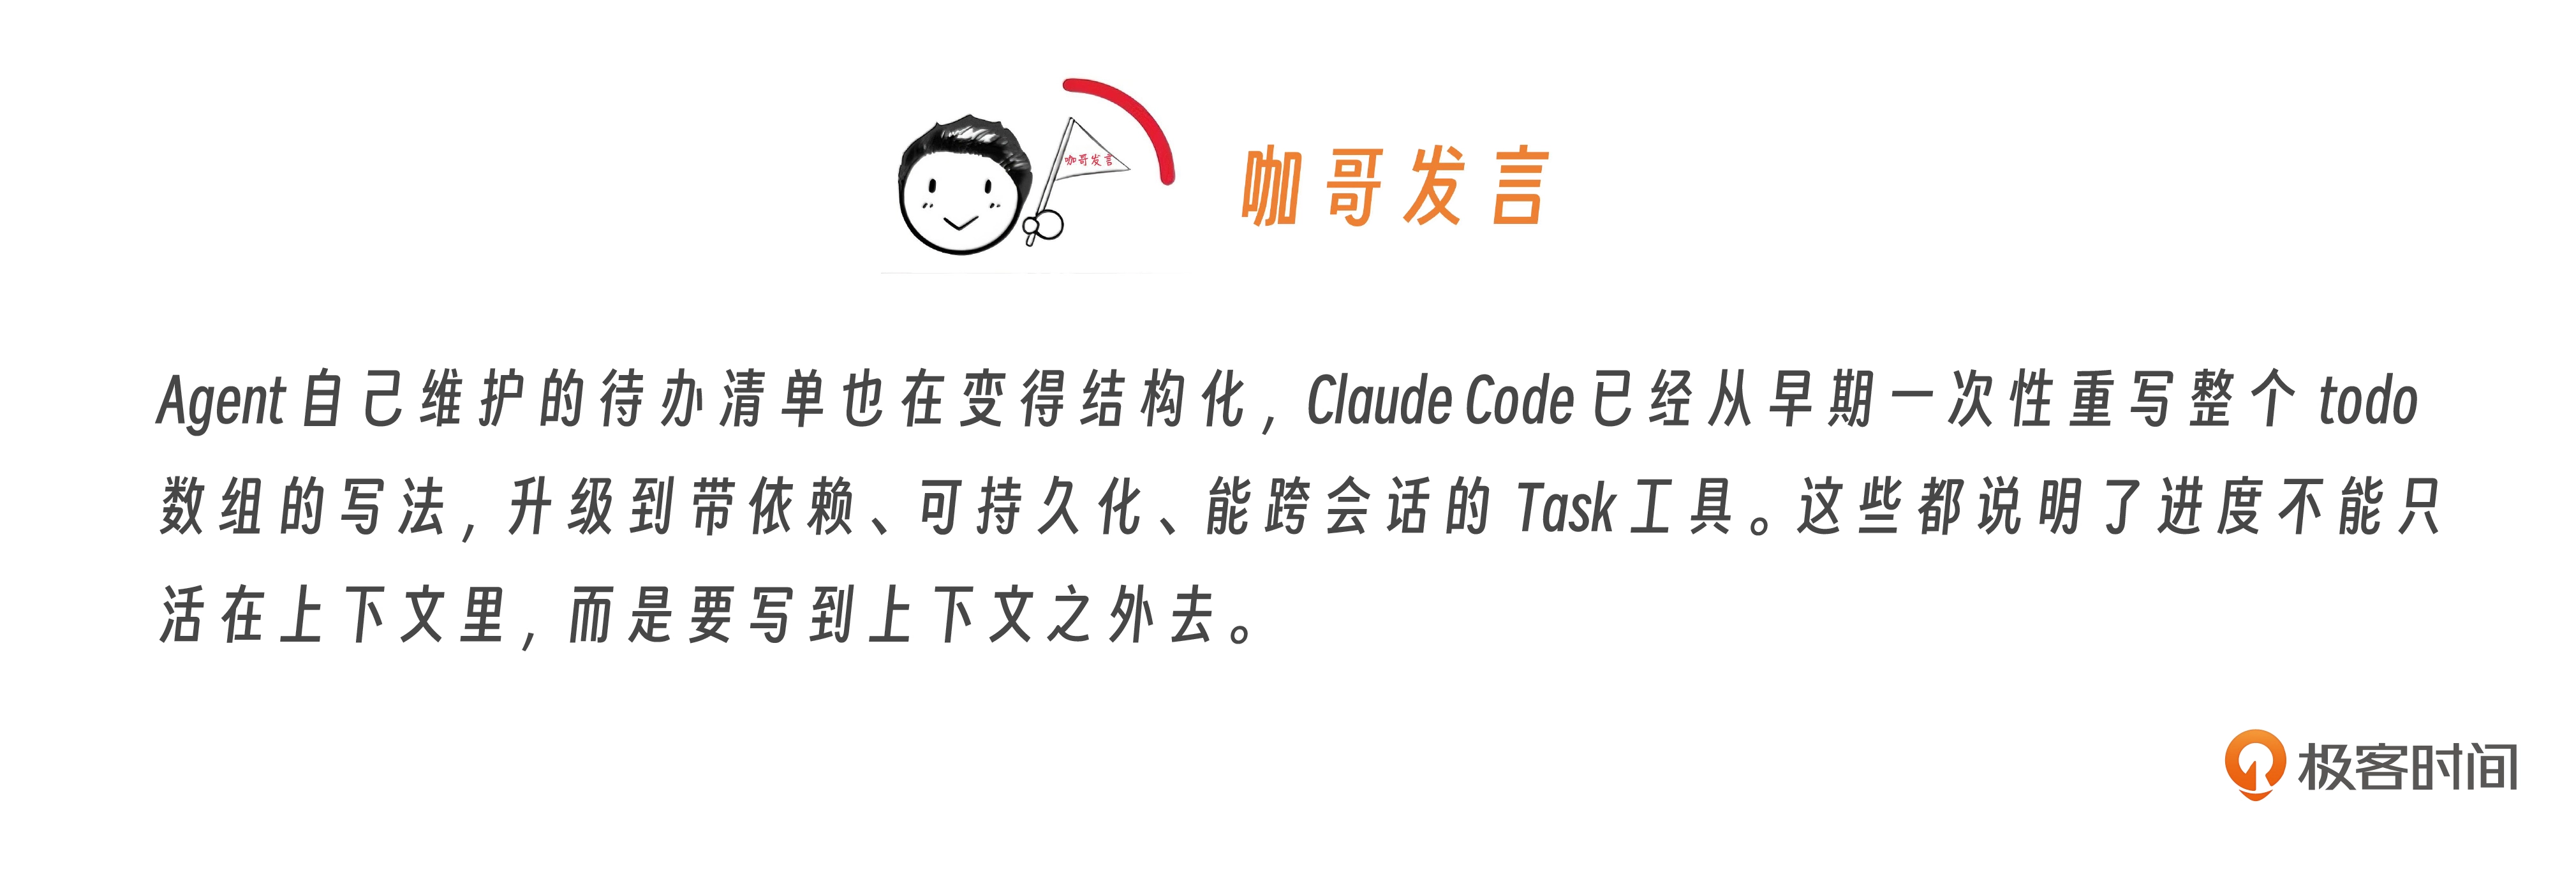 咖哥发言
咖哥发言
Agent自己维护的待办清单也在变得结构化，Claude Code已经从早期一次性重写整个 todo
数组的写法，升级到带依赖、可持久化、能跨会话的 Task工具。这些都说明了进度不能只
活在上下文里，而是要写到上下文之外去。
极客时间